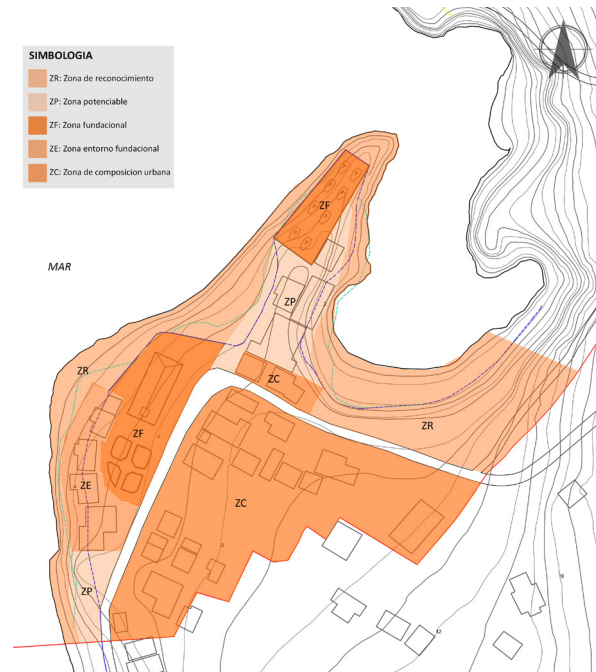 SIMBOLOGIA
ZR: Zona de reconocimiento
ZP: Zona potenciable
ZF: Zona fundacional
ZE: Zona entorno fundacional
ZC: Zona de composicion urbana
ZF
MAR
ZP
ZR
ZC
ZR
ZF
ZE
ZC
ZP
12